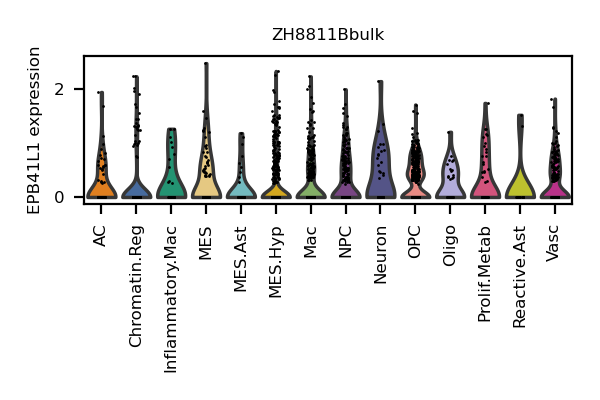 ZH8811Bbulk
EPB41L1 expression
2
0
AC
Chromatin.Reg
Inflammatory.Mac
MES
MES.Ast
MES.Hyp
Mac
NPC
Neuron
OPC
Oligo
Prolif.Metab
Reactive.Ast
Vasc